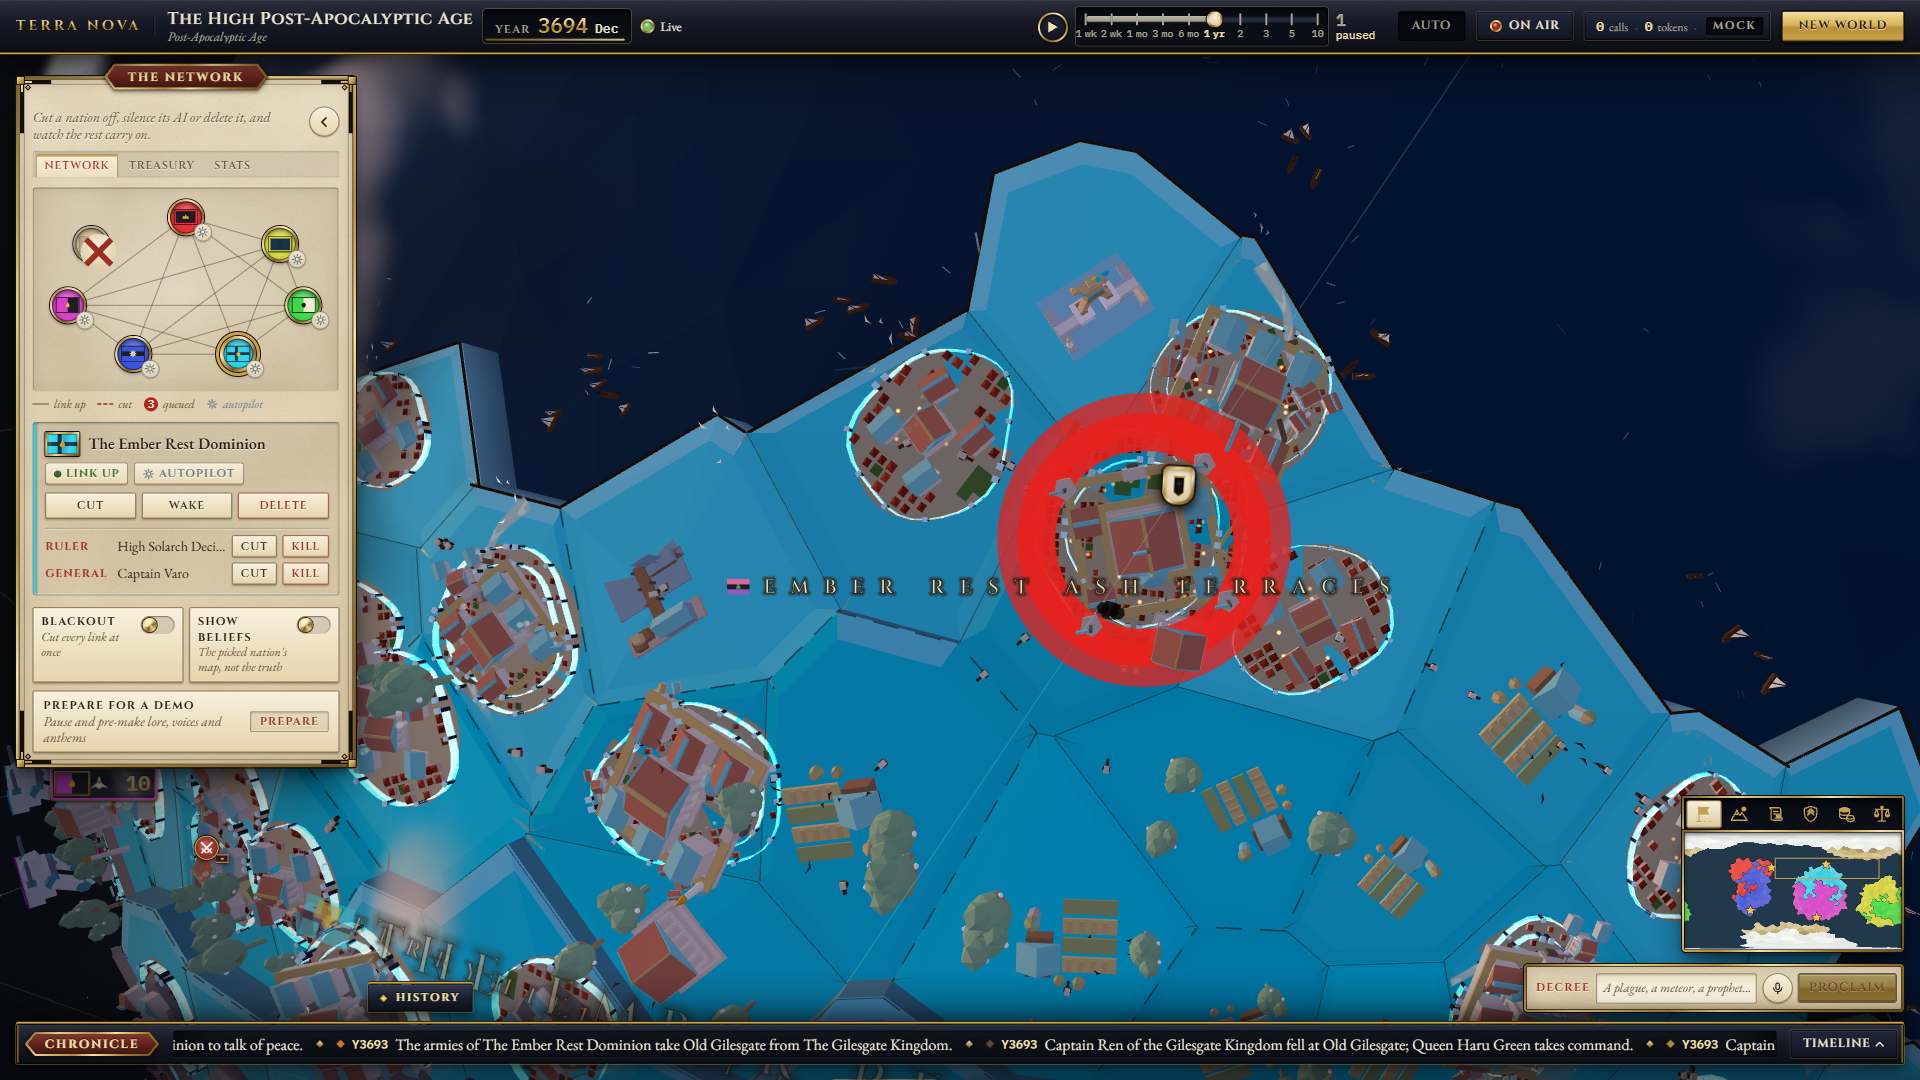 TERRA NOVA
THE HIGH POST-APOCALYPTIC AGE
Post-Apocalyptic Age
YEAR 3694 Dec
Live
1 wk 2 wk 1 mo 3 mo 6 mo 1 yr 2 3 5 10
1
paused
AUTO
ON AIR
0 calls · 0 tokens · MOCK
NEW WORLD
THE NETWORK
Cut a nation off, silence its AI or delete it, and
watch the rest carry on.
NETWORK TREASURY STATS
link up cut 3 queued autopilot
The Ember Rest Dominion
LINK UP AUTOPILOT
CUT WAKE DELETE
RULER High Solarch Deci... CUT KILL
GENERAL Captain Varo CUT KILL
BLACKOUT
Cut every link at
once
SHOW
BELIEFS
The picked nation's
map, not the truth
PREPARE FOR A DEMO
Pause and pre-make lore, voices and
anthems
PREPARE
10
EMBER REST ASH TERRACES
HISTORY
DECREE A plague, a meteor, a prophet... PROCLAIM
CHRONICLE inion to talk of peace. Y3693 The armies of The Ember Rest Dominion take Old Gilesgate from The Gilesgate Kingdom. Y3693 Captain Ren of the Gilesgate Kingdom fell at Old Gilesgate; Queen Haru Green takes command. Y3693 Captain TIMELINE